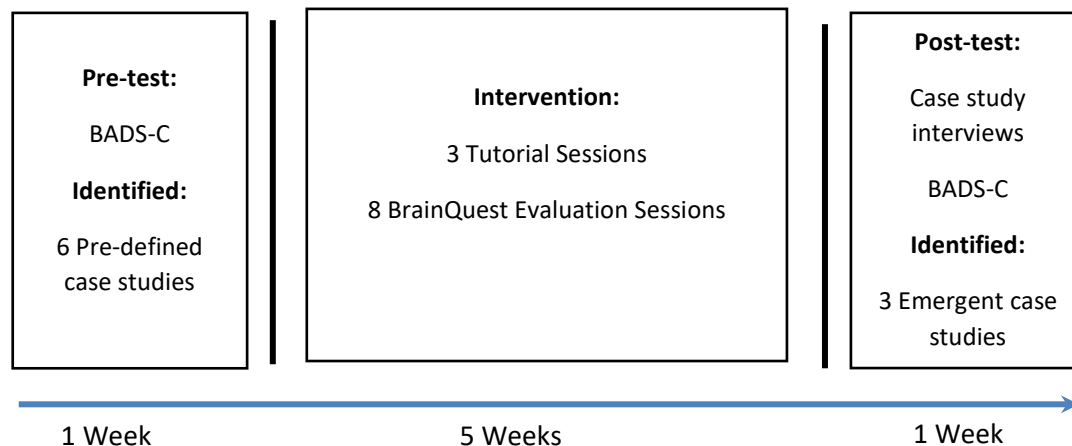 Pre-test:
BADS-C
Identified:
6 Pre-defined
case studies
Intervention:
3 Tutorial Sessions
8 BrainQuest Evaluation Sessions
Post-test:
Case study
interviews
BADS-C
Identified:
3 Emergent case
studies
1 Week
5 Weeks
1 Week